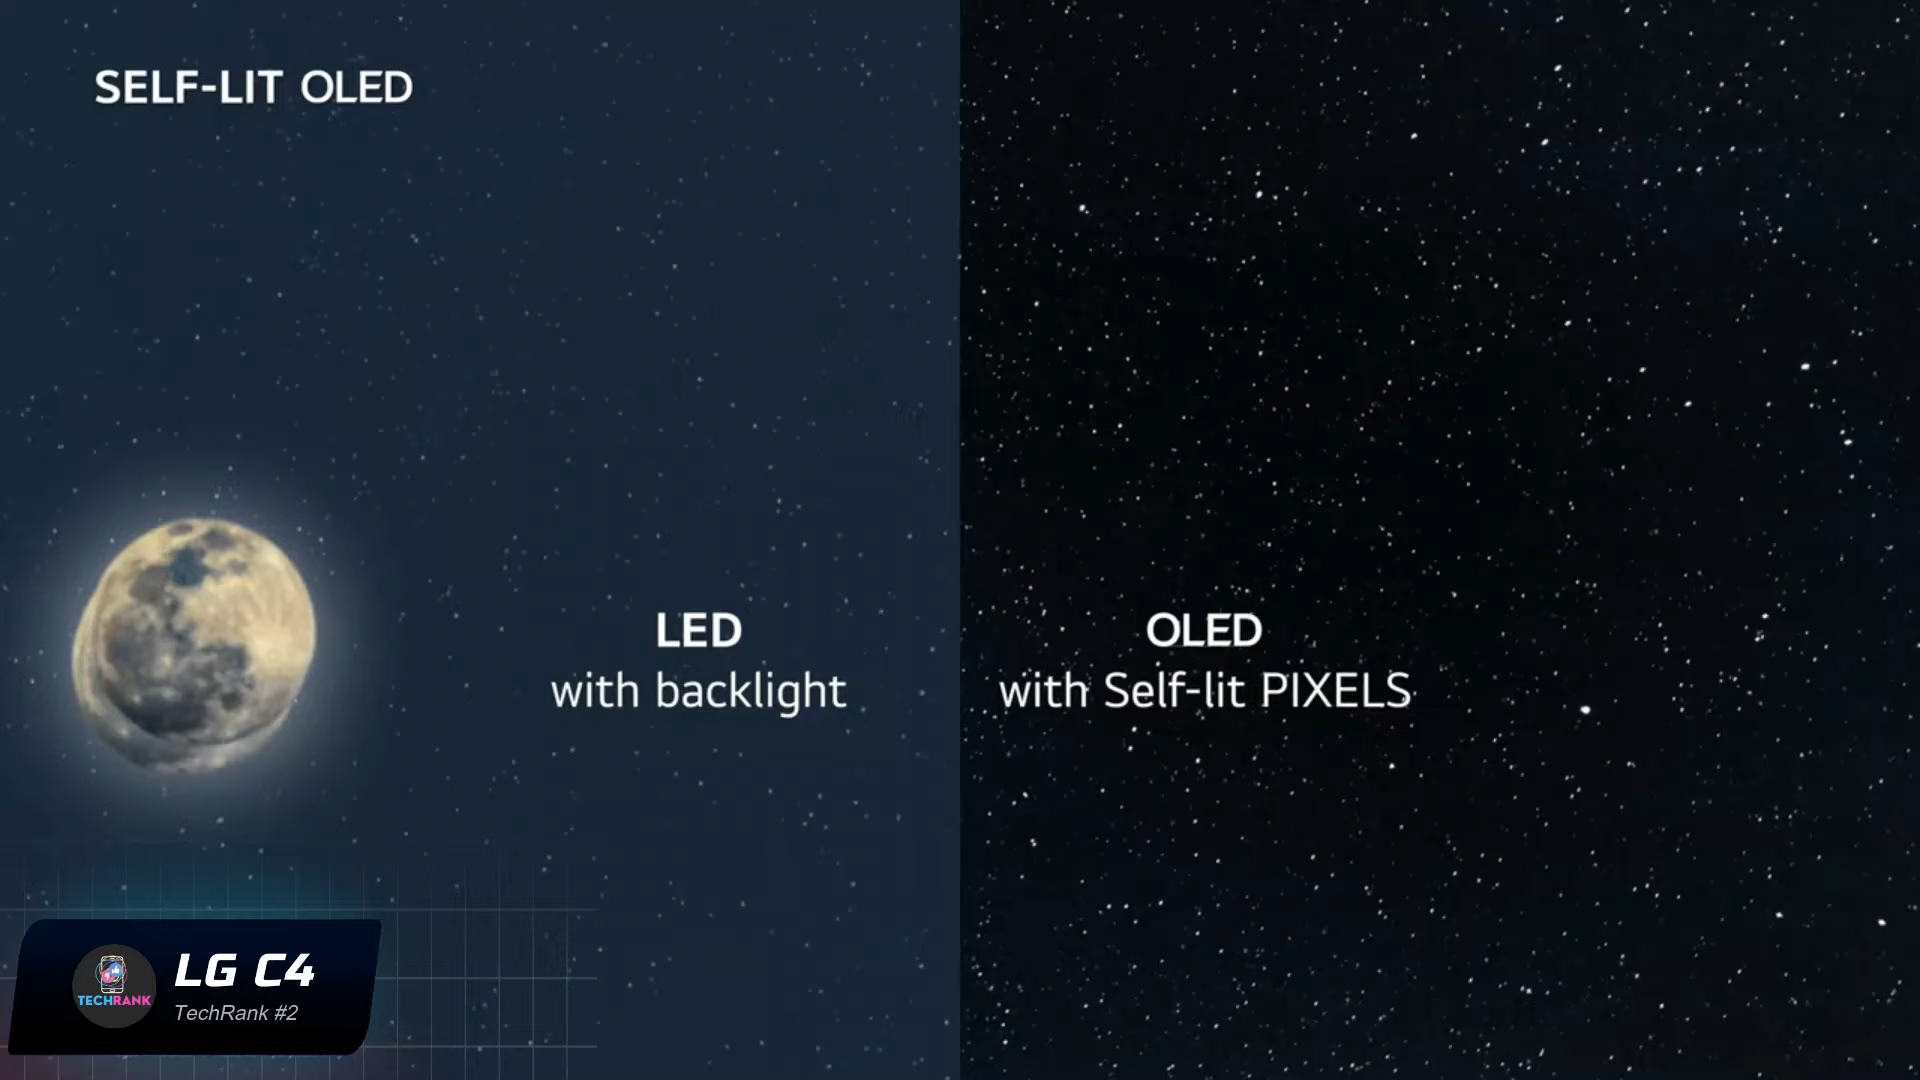 SELF-LIT OLED
LED
with backlight
OLED
with Self-lit PIXELS
TECHRANK
LG C4
TechRank #2